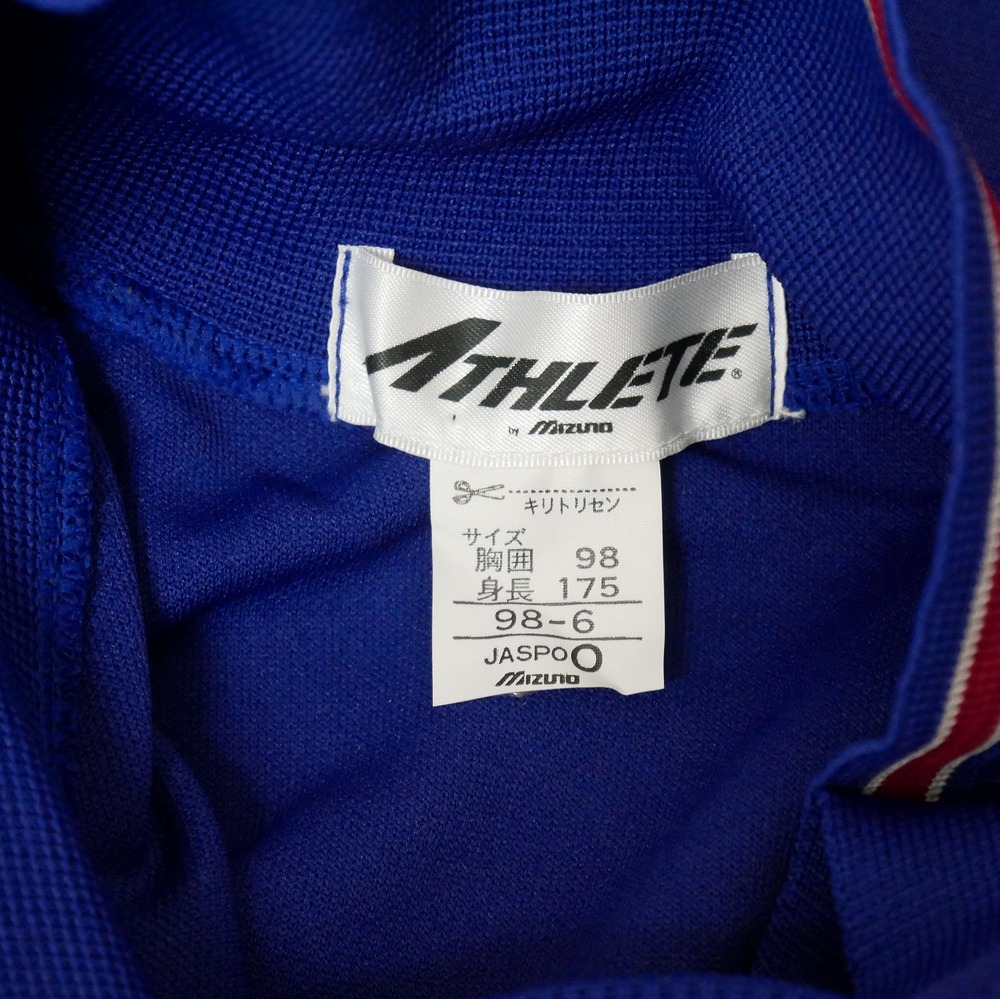 ATHLETE®
by MIZUNO
キリトリセン
サイズ
胸囲 98
身長 175
98-6
JASPO O
MIZUNO